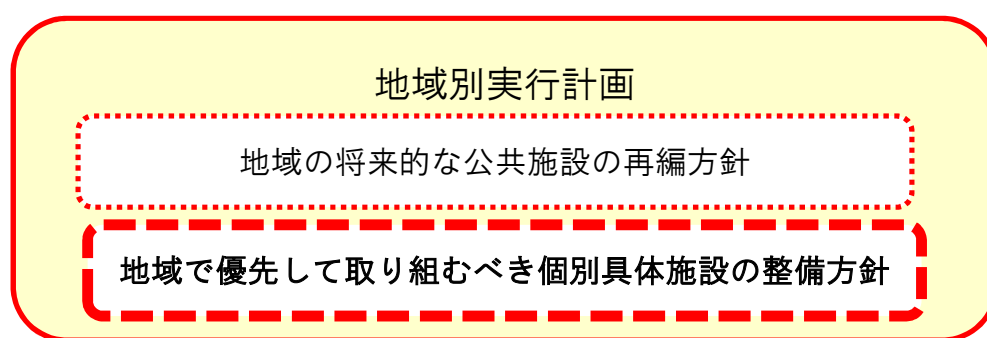 地域別実行計画
地域の将来的な公共施設の再編方針
地域で優先して取り組むべき個別具体施設の整備方針